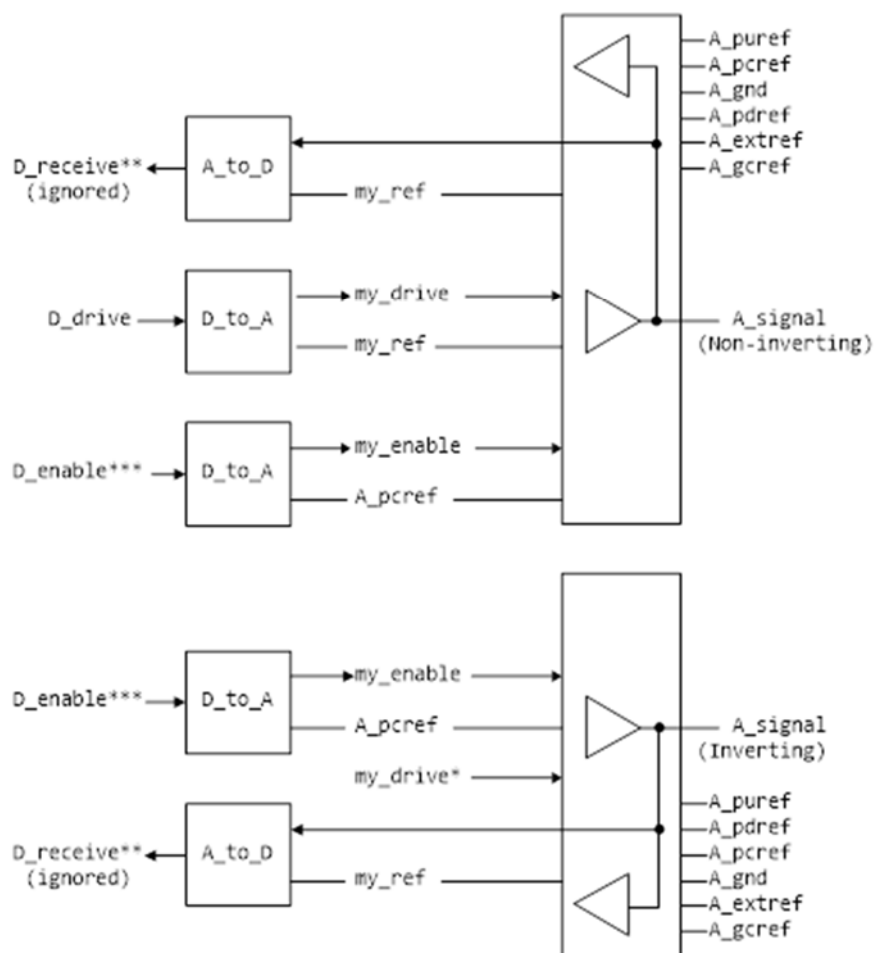 A_puref
A_pcref
A_gnd
A_pdref
A_extref
A_gcref
D_receive**
(ignored)
A_to_D
my_ref
D_drive
D_to_A
my_drive
my_ref
A_signal
(Non-inverting)
D_enable***
D_to_A
my_enable
A_pcref
D_enable***
D_to_A
my_enable
A_pcref
my_drive*
A_signal
(Inverting)
D_receive**
(ignored)
A_to_D
my_ref
A_puref
A_pdref
A_pcref
A_gnd
A_extref
A_gcref